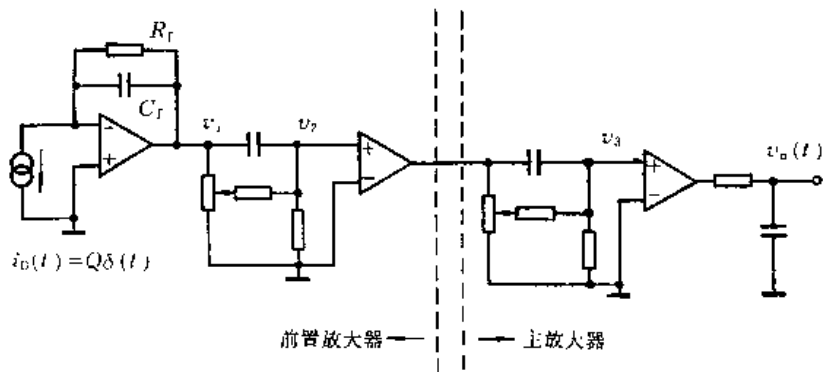 R_f
C_f
v_1
v_2
v_3
v_o(t)
i_D(t)=Qδ(t)
前置放大器
主放大器